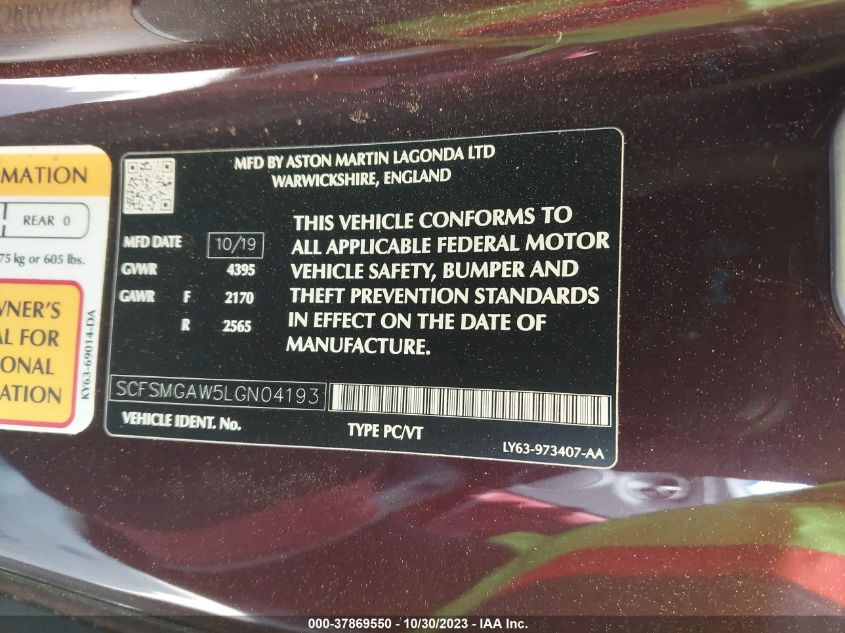 MATION
REAR 0
75 kg or 605 lbs.
WNER'S
AL FOR
IONAL
ATION
KY63-69014-DA
MFD BY ASTON MARTIN LAGONDA LTD
WARWICKSHIRE, ENGLAND
MFD DATE 10/19
GVWR 4395
GAWR F 2170
R 2565
THIS VEHICLE CONFORMS TO
ALL APPLICABLE FEDERAL MOTOR
VEHICLE SAFETY, BUMPER AND
THEFT PREVENTION STANDARDS
IN EFFECT ON THE DATE OF
MANUFACTURE.
SCFSMGAW5LGN04193
VEHICLE IDENT. No.
TYPE PC/VT
LY63-973407-AA
000-37869550 - 10/30/2023 - IAA Inc.